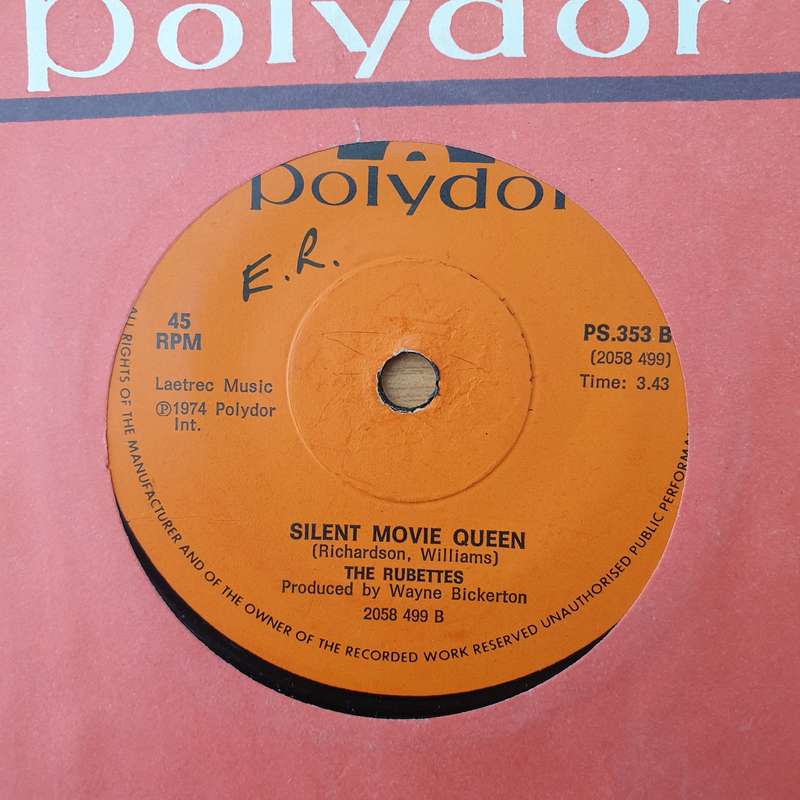 polydor
polydor
E.R.
45
RPM
PS.353 B
(2058 499)
Time: 3.43
Laetrec Music
℗1974 Polydor
Int.
SILENT MOVIE QUEEN
(Richardson, Williams)
THE RUBETTES
Produced by Wayne Bickerton
2058 499 B
ALL RIGHTS OF THE MANUFACTURER AND OF THE OWNER OF THE RECORDED WORK RESERVED UNAUTHORISED PUBLIC PERFORMA